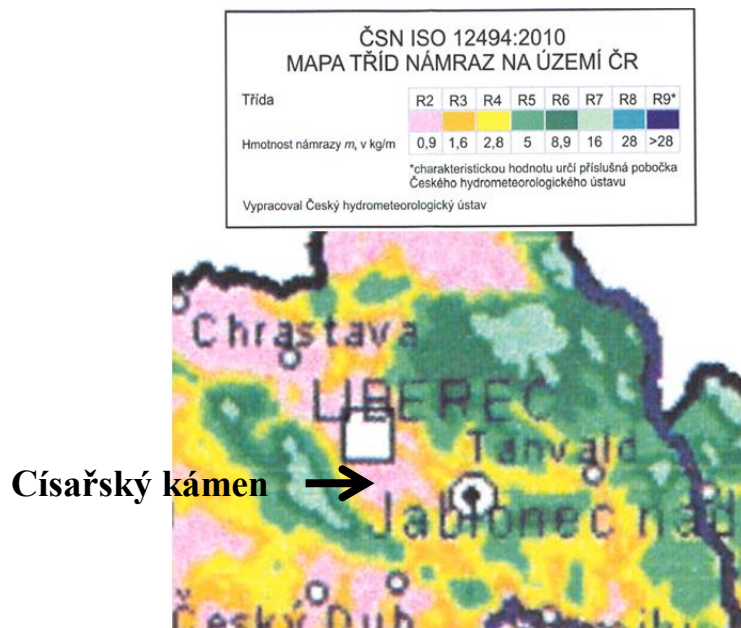 ČSN ISO 12494:2010
MAPA TŘÍD NÁMRAZ NA ÚZEMÍ ČR
Třída R2 R3 R4 R5 R6 R7 R8 R9*
Hmotnost námrazy m, v kg/m 0,9 1,6 2,8 5 8,9 16 28 >28
*charakteristickou hodnotu určí příslušná pobočka
Českého hydrometeorologického ústavu
Vypracoval Český hydrometeorologický ústav
Chrastava
LIBEREC
Tanvald
Císařský kámen
Jablonec nad
Český Dub